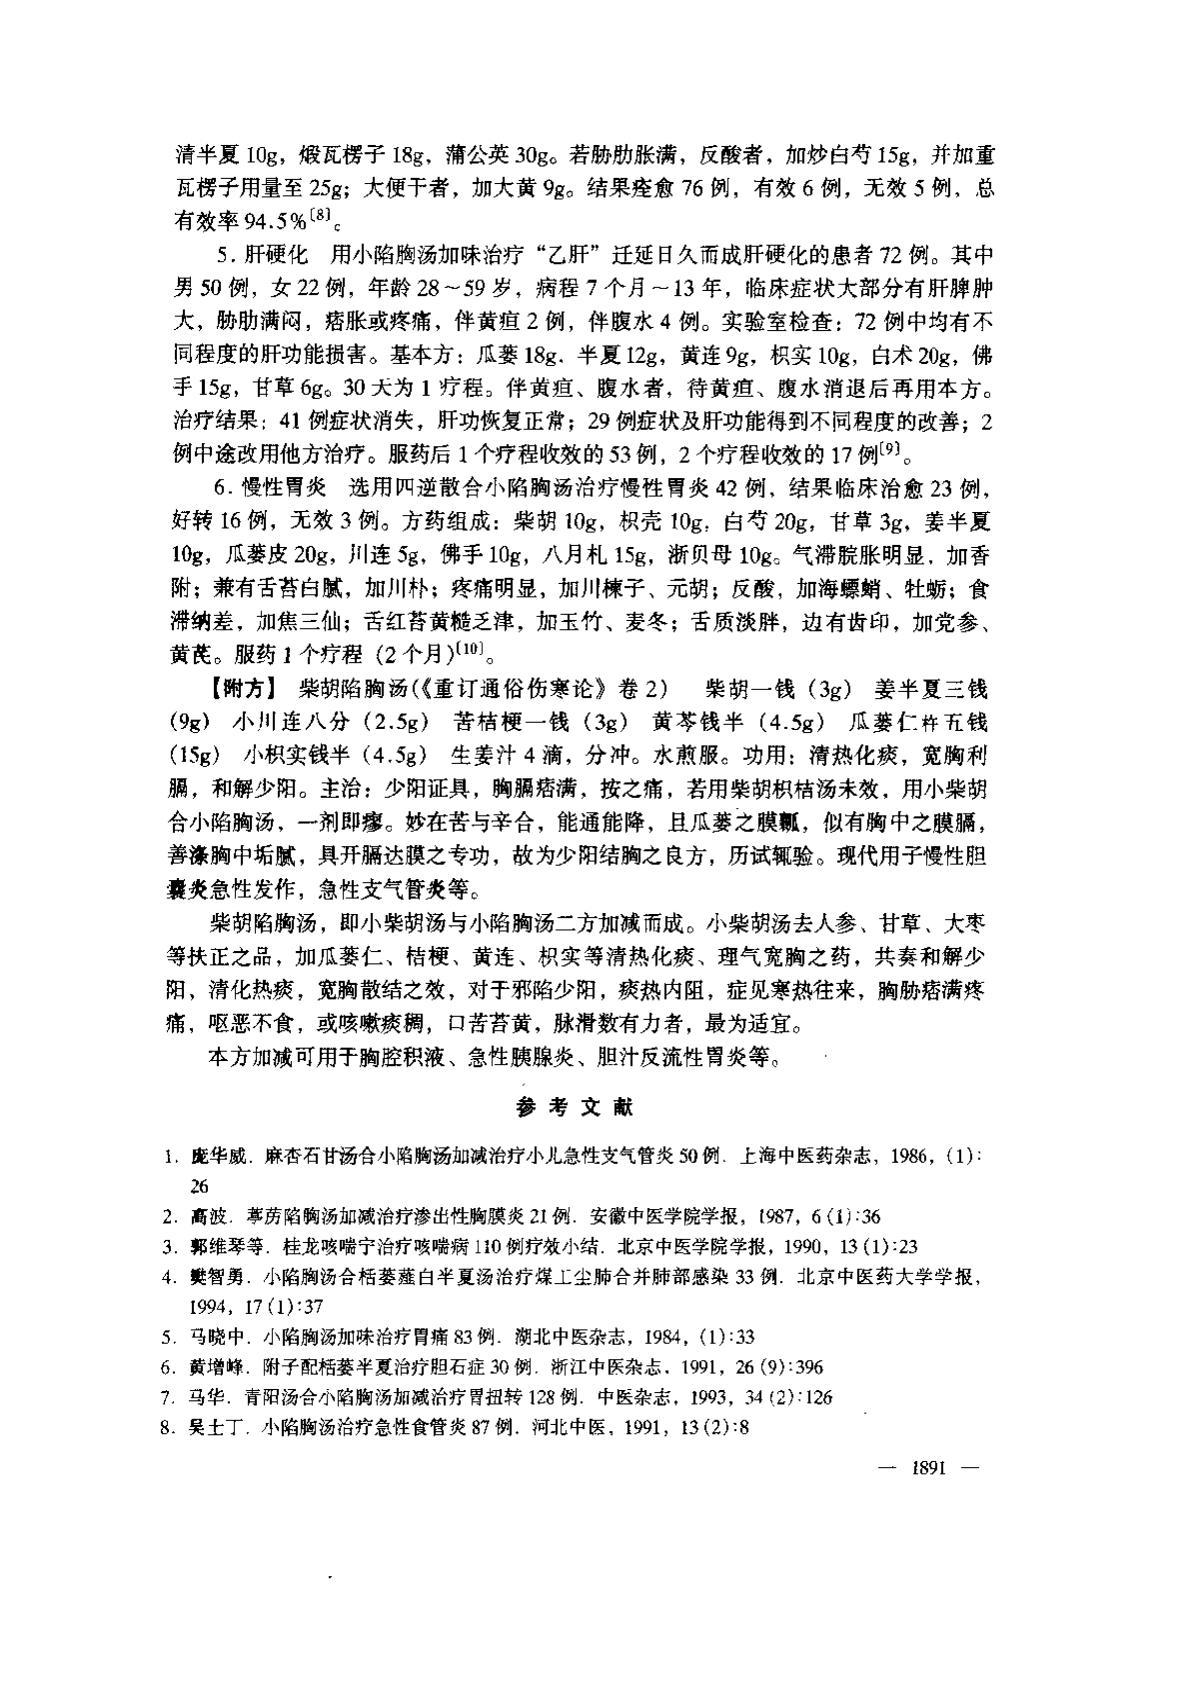 清半夏 10g，煅瓦楞子 18g，蒲公英 30g。若胁肋胀满，反酸者，加炒白芍 15g，并加重
瓦楞子用量至 25g；大便干者，加大黄 9g。结果痊愈 76 例，有效 6 例，无效 5 例，总
有效率 94.5%〔8〕。
5. 肝硬化 用小陷胸汤加味治疗“乙肝”迁延日久而成肝硬化的患者 72 例。其中
男 50 例，女 22 例，年龄 28～59 岁，病程 7 个月～13 年，临床症状大部分有肝脾肿
大，胁肋满闷，痞胀或疼痛，伴黄疸 2 例，伴腹水 4 例。实验室检查：72 例中均有不
同程度的肝功能损害。基本方：瓜蒌 18g，半夏 12g，黄连 9g，枳实 10g，白术 20g，佛
手 15g，甘草 6g。30 天为 1 疗程。伴黄疸、腹水者，待黄疸、腹水消退后再用本方。
治疗结果：41 例症状消失，肝功恢复正常；29 例症状及肝功能得到不同程度的改善；2
例中途改用他方治疗。服药后 1 个疗程收效的 53 例，2 个疗程收效的 17 例〔9〕。
6. 慢性胃炎 选用四逆散合小陷胸汤治疗慢性胃炎 42 例，结果临床治愈 23 例，
好转 16 例，无效 3 例。方药组成：柴胡 10g，枳壳 10g，白芍 20g，甘草 3g，姜半夏
10g，瓜蒌皮 20g，川连 5g，佛手 10g，八月札 15g，浙贝母 10g。气滞脘胀明显，加香
附；兼有舌苔白腻，加川朴；疼痛明显，加川楝子、元胡；反酸，加海螵蛸、牡蛎；食
滞纳差，加焦三仙；舌红苔黄糙乏津，加玉竹、麦冬；舌质淡胖，边有齿印，加党参、
黄芪。服药 1 个疗程（2 个月）〔10〕。
【附方】 柴胡陷胸汤(《重订通俗伤寒论》卷 2） 柴胡一钱（3g） 姜半夏三钱
(9g） 小川连八分（2.5g） 苦桔梗一钱（3g） 黄芩钱半（4.5g） 瓜蒌仁杵五钱
(15g） 小枳实钱半（4.5g） 生姜汁 4 滴，分冲。水煎服。功用：清热化痰，宽胸利
膈，和解少阳。主治：少阳证具，胸膈痞满，按之痛，若用柴胡枳桔汤未效，用小柴胡
合小陷胸汤，一剂即瘳。妙在苦与辛合，能通能降，且瓜蒌之膜瓤，似有胸中之膜膈，
善涤胸中垢腻，具开膈达膜之专功，故为少阳结胸之良方，历试辄验。现代用于慢性胆
囊炎急性发作，急性支气管炎等。
柴胡陷胸汤，即小柴胡汤与小陷胸汤二方加减而成。小柴胡汤去人参、甘草、大枣
等扶正之品，加瓜蒌仁、桔梗、黄连、枳实等清热化痰、理气宽胸之药，共奏和解少
阳，清化热痰，宽胸散结之效，对于邪陷少阳，痰热内阻，症见寒热往来，胸胁痞满疼
痛，呕恶不食，或咳嗽痰稠，口苦苔黄，脉滑数有力者，最为适宜。
本方加减可用于胸腔积液、急性胰腺炎、胆汁反流性胃炎等。
参 考 文 献
1. 庞华威．麻杏石甘汤合小陷胸汤加减治疗小儿急性支气管炎 50 例．上海中医药杂志，1986，(1)：
26
2. 高波．葶苈陷胸汤加减治疗渗出性胸膜炎 21 例．安徽中医学院学报，1987，6 (1):36
3. 郭维琴等．桂龙咳喘宁治疗咳喘病 110 例疗效小结．北京中医学院学报，1990，13 (1):23
4. 樊智勇．小陷胸汤合栝蒌薤白半夏汤治疗煤工尘肺合并肺部感染 33 例．北京中医药大学学报，
1994，17 (1):37
5. 马晓中．小陷胸汤加味治疗胃痛 83 例．湖北中医杂志，1984，(1):33
6. 黄增峰．附子配栝蒌半夏治疗胆石症 30 例．浙江中医杂志．1991，26 (9):396
7. 马华．青阳汤合小陷胸汤加减治疗胃扭转 128 例．中医杂志，1993，34 (2):126
8. 吴士丁．小陷胸汤治疗急性食管炎 87 例．河北中医，1991，13 (2):8
— 1891 —